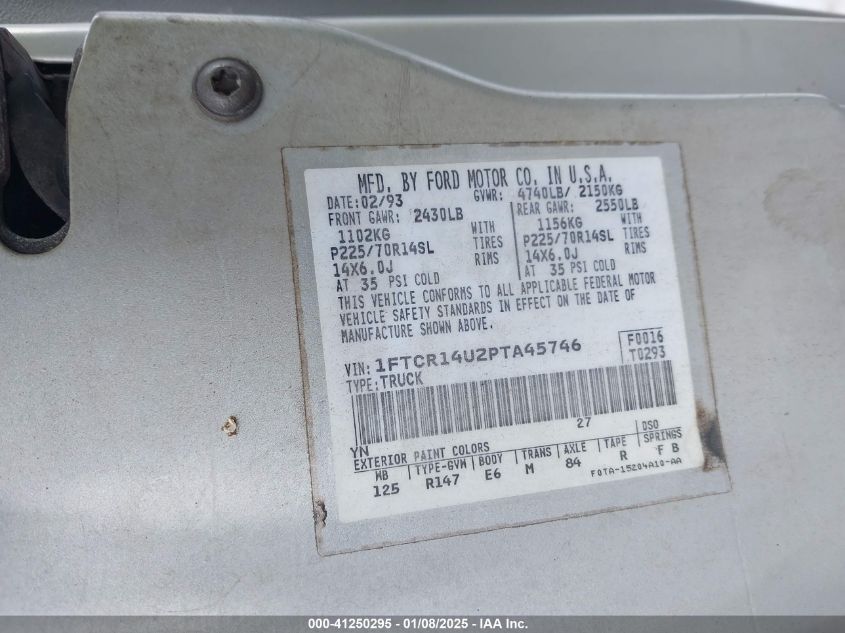 MFD. BY FORD MOTOR CO. IN U.S.A.
DATE: 02/93 GVWR: 4740LB/ 2150KG
FRONT GAWR: 2430LB REAR GAWR: 2550LB
1102KG WITH 1156KG WITH
P225/70R14SL TIRES P225/70R14SL TIRES
14X6.0J RIMS 14X6.0J RIMS
AT 35 PSI COLD AT 35 PSI COLD
THIS VEHICLE CONFORMS TO ALL APPLICABLE FEDERAL MOTOR
VEHICLE SAFETY STANDARDS IN EFFECT ON THE DATE OF
MANUFACTURE SHOWN ABOVE.
VIN: 1FTCR14U2PTA45746 F0016
TYPE: TRUCK T0293
YN 27
EXTERIOR PAINT COLORS DSO
WB TYPE-GVW BODY TRANS AXLE TAPE SPRINGS
125 R147 E6 M 84 R F B
F0TA-15204A10-AA
000-41250295 - 01/08/2025 - IAA Inc.